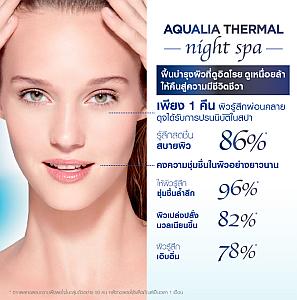 AQUALIA THERMAL
night spa
ฟื้นบำรุงผิวที่ดูอิดโรย ดูเหนื่อยล้า
ให้คืนสู่ความมีชีวิตชีวา
เพียง 1 คืน ผิวรู้สึกผ่อนคลาย
ดุจได้รับการปรนนิบัติในสปา
รู้สึกสดชื่น
สบายผิว 86%*
คงความชุ่มชื่นในผิวอย่างยาวนาน
ให้ผิวรู้สึก
ชุ่มชื่นล้ำลึก 96%*
ผิวเปล่งปลั่ง
นวลเนียนขึ้น 82%*
ผิวรู้สึก
เอิบอิ่ม 78%*